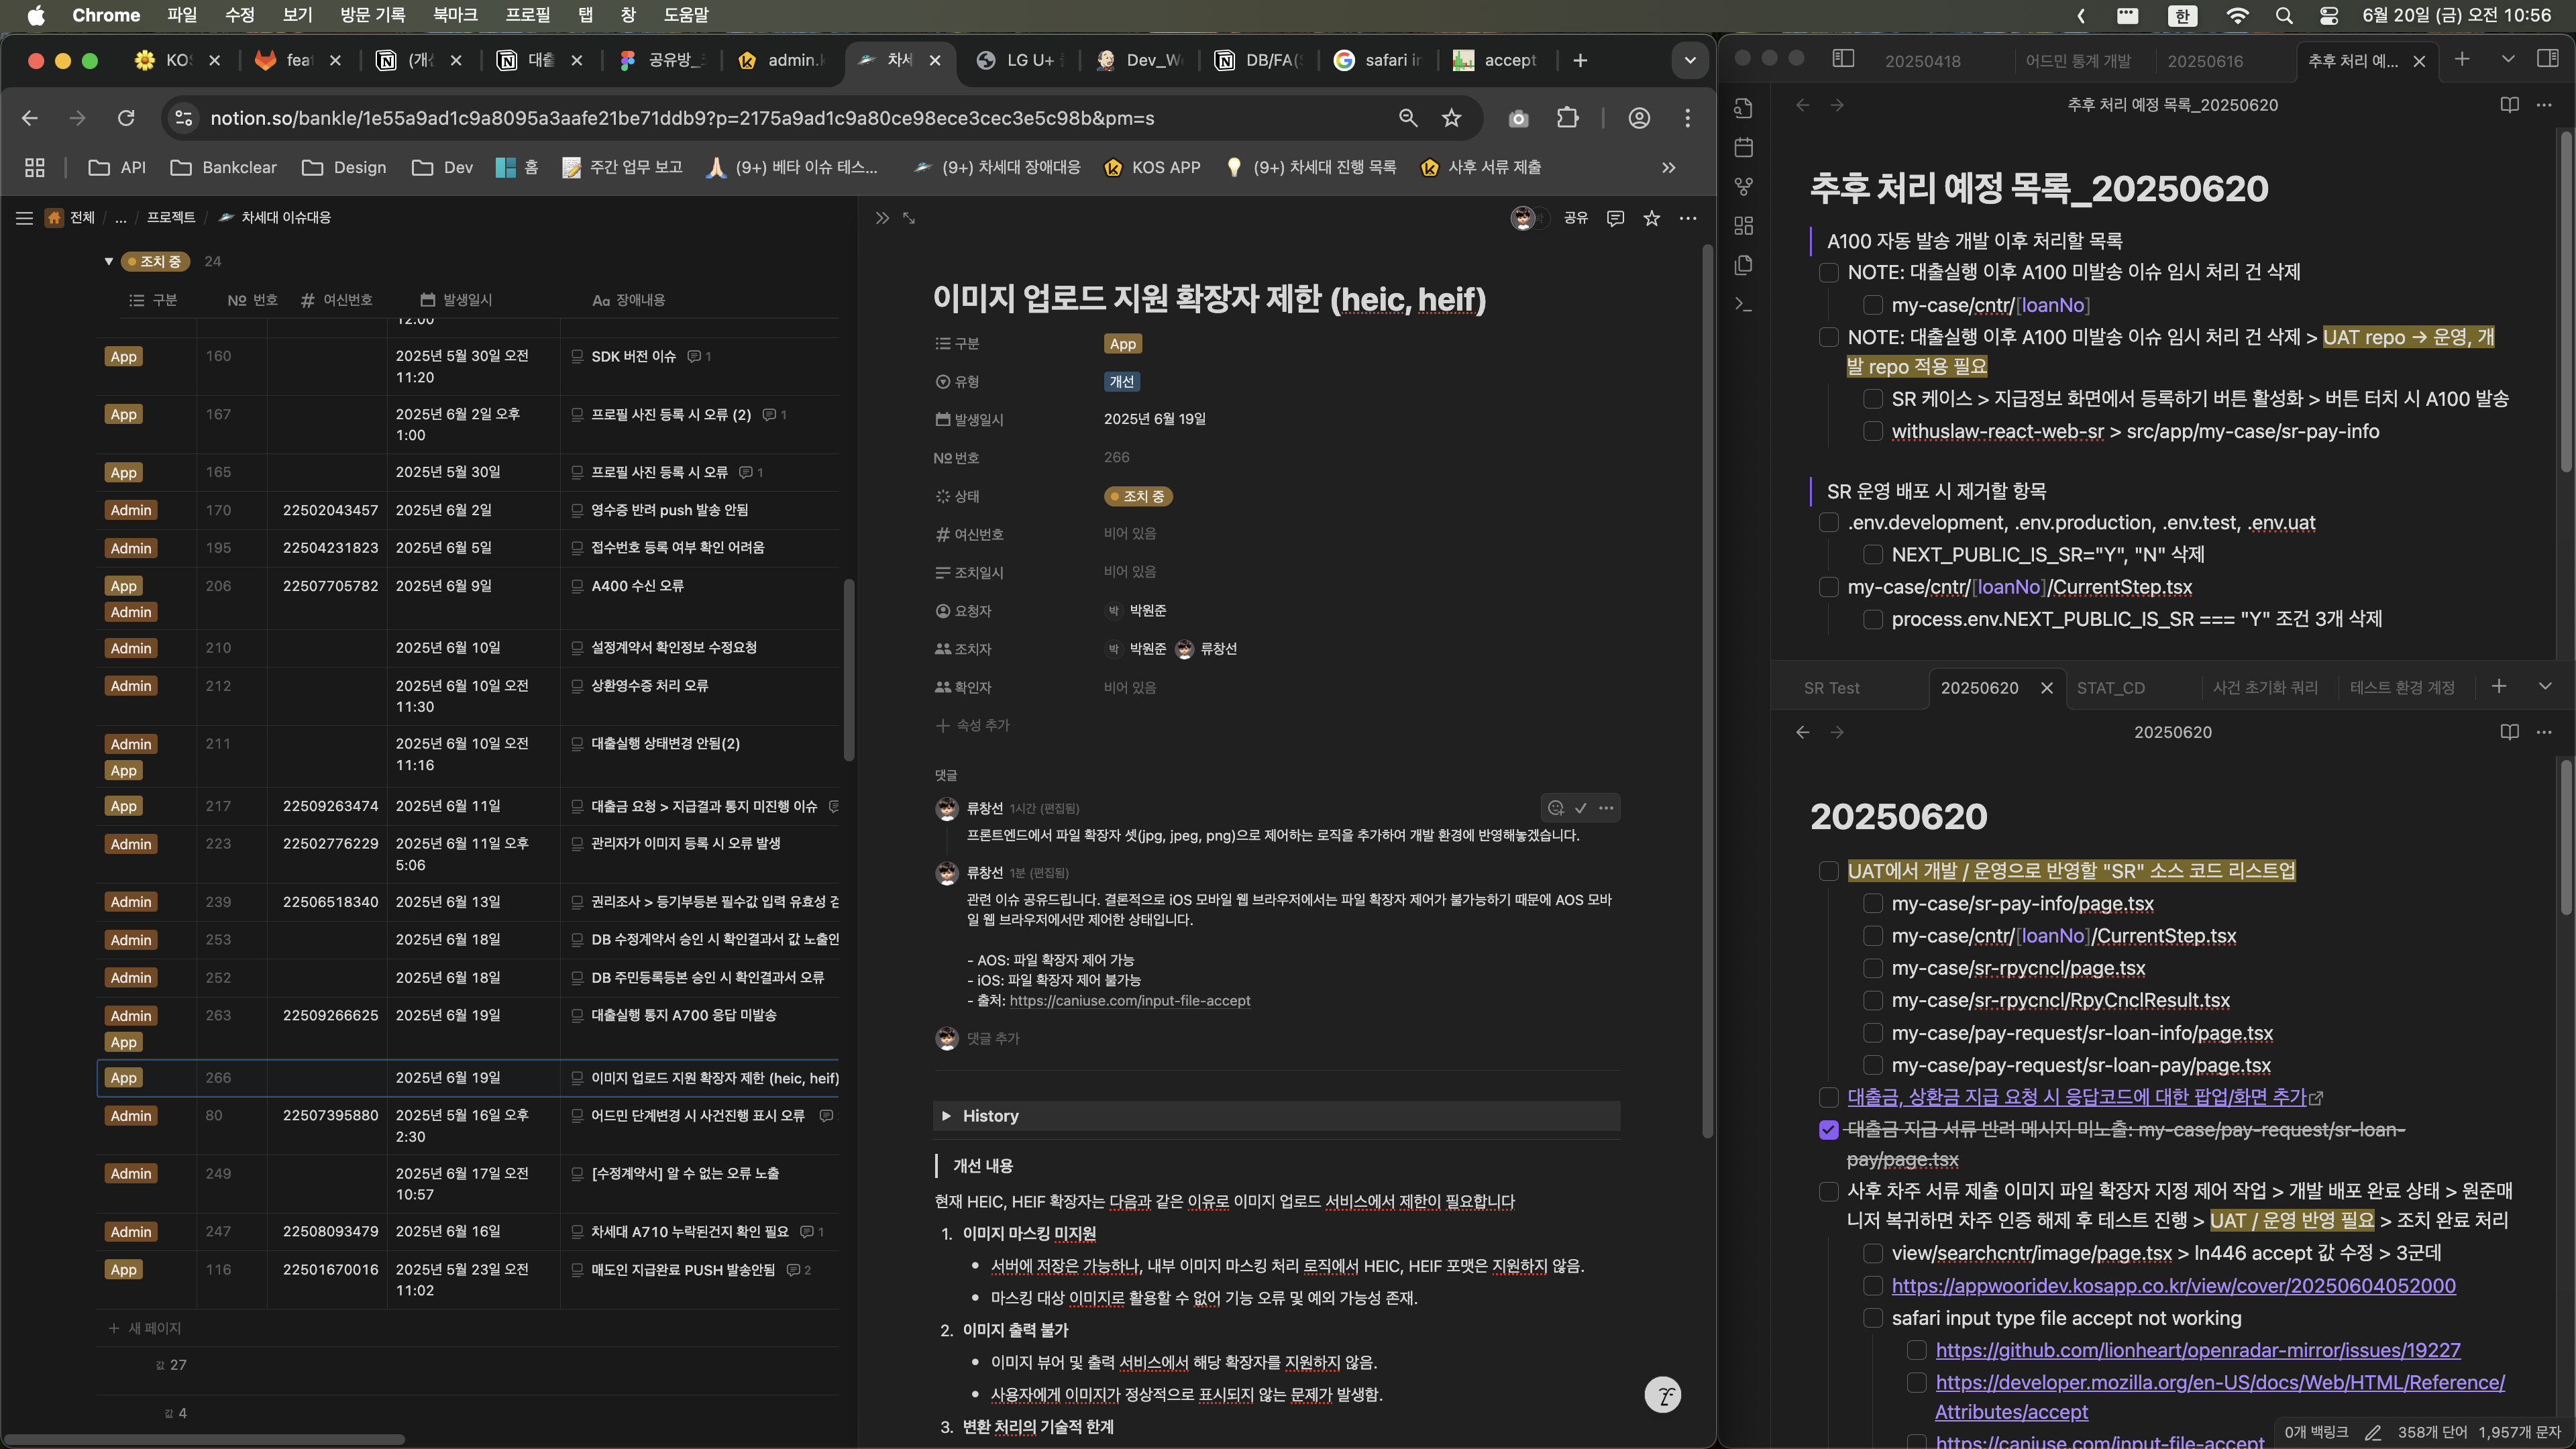 Chrome 파일 수정 보기 방문 기록 북마크 프로필 탭 창 도움말
한 6월 20일 (금) 오전 10:56
KOS
fea
(개
대출
공유방_
admin.k
차세
LG U+
Dev_W
DB/FA(
safari in
accept
notion.so/bankle/1e55a9ad1c9a8095a3aafe21be71ddb9?p=2175a9ad1c9a80ce98ece3cec3e5c98b&pm=s
API Bankclear Design Dev 홈 주간 업무 보고 (9+) 베타 이슈 테스... (9+) 차세대 장애대응 KOS APP (9+) 차세대 진행 목록 사후 서류 제출
전체 / ... / 프로젝트 / 차세대 이슈대응
조치 중 24
구분 번호 여신번호 발생일시 장애내용
12:00
App 160 2025년 5월 30일 오전 11:20 SDK 버전 이슈 1
App 167 2025년 6월 2일 오후 1:00 프로필 사진 등록 시 오류 (2) 1
App 165 2025년 5월 30일 프로필 사진 등록 시 오류 1
Admin 170 22502043457 2025년 6월 2일 영수증 반려 push 발송 안됨
Admin 195 22504231823 2025년 6월 5일 접수번호 등록 여부 확인 어려움
App Admin 206 22507705782 2025년 6월 9일 A400 수신 오류
Admin 210 2025년 6월 10일 설정계약서 확인정보 수정요청
Admin 212 2025년 6월 10일 오전 11:30 상환영수증 처리 오류
Admin App 211 2025년 6월 10일 오전 11:16 대출실행 상태변경 안됨(2)
App 217 22509263474 2025년 6월 11일 대출금 요청 > 지급결과 통지 미진행 이슈
Admin 223 22502776229 2025년 6월 11일 오후 5:06 관리자가 이미지 등록 시 오류 발생
Admin 239 22506518340 2025년 6월 13일 권리조사 > 등기부등본 필수값 입력 유효성 검
Admin 253 2025년 6월 18일 DB 수정계약서 승인 시 확인결과서 값 노출안
Admin 252 2025년 6월 18일 DB 주민등록등본 승인 시 확인결과서 오류
Admin App 263 22509266625 2025년 6월 19일 대출실행 통지 A700 응답 미발송
App 266 2025년 6월 19일 이미지 업로드 지원 확장자 제한 (heic, heif)
Admin 80 22507395880 2025년 5월 16일 오후 2:30 어드민 단계변경 시 사건진행 표시 오류
Admin 249 2025년 6월 17일 오전 10:57 [수정계약서] 알 수 없는 오류 노출
Admin 247 22508093479 2025년 6월 16일 차세대 A710 누락된건지 확인 필요 1
App 116 22501670016 2025년 5월 23일 오전 11:02 매도인 지급완료 PUSH 발송안됨 2
새 페이지
값 27
값 4
공유
이미지 업로드 지원 확장자 제한 (heic, heif)
구분 App
유형 개선
발생일시 2025년 6월 19일
번호 266
상태 조치 중
여신번호 비어 있음
조치일시 비어 있음
요청자 박 박원준
조치자 박 박원준 류창선
확인자 비어 있음
속성 추가
댓글
류창선 1시간 (편집됨)
프론트엔드에서 파일 확장자 셋(jpg, jpeg, png)으로 제어하는 로직을 추가하여 개발 환경에 반영해놓겠습니다.
류창선 1분 (편집됨)
관련 이슈 공유드립니다. 결론적으로 iOS 모바일 웹 브라우저에서는 파일 확장자 제어가 불가능하기 때문에 AOS 모바
일 웹 브라우저에서만 제어한 상태입니다.
- AOS: 파일 확장자 제어 가능
- iOS: 파일 확장자 제어 불가능
- 출처: https://caniuse.com/input-file-accept
댓글 추가
History
개선 내용
현재 HEIC, HEIF 확장자는 다음과 같은 이유로 이미지 업로드 서비스에서 제한이 필요합니다
1. 이미지 마스킹 미지원
• 서버에 저장은 가능하나, 내부 이미지 마스킹 처리 로직에서 HEIC, HEIF 포맷은 지원하지 않음.
• 마스킹 대상 이미지로 활용할 수 없어 기능 오류 및 예외 가능성 존재.
2. 이미지 출력 불가
• 이미지 뷰어 및 출력 서비스에서 해당 확장자를 지원하지 않음.
• 사용자에게 이미지가 정상적으로 표시되지 않는 문제가 발생함.
3. 변환 처리의 기술적 한계
20250418 어드민 통계 개발 20250616 추후 처리 예...
추후 처리 예정 목록_20250620
추후 처리 예정 목록_20250620
A100 자동 발송 개발 이후 처리할 목록
NOTE: 대출실행 이후 A100 미발송 이슈 임시 처리 건 삭제
my-case/cntr/[loanNo]
NOTE: 대출실행 이후 A100 미발송 이슈 임시 처리 건 삭제 > UAT repo → 운영, 개
발 repo 적용 필요
SR 케이스 > 지급정보 화면에서 등록하기 버튼 활성화 > 버튼 터치 시 A100 발송
withuslaw-react-web-sr > src/app/my-case/sr-pay-info
SR 운영 배포 시 제거할 항목
.env.development, .env.production, .env.test, .env.uat
NEXT_PUBLIC_IS_SR="Y", "N" 삭제
my-case/cntr/[loanNo]/CurrentStep.tsx
process.env.NEXT_PUBLIC_IS_SR === "Y" 조건 3개 삭제
SR Test 20250620 STAT_CD 사건 초기화 쿼리 테스트 환경 계정
20250620
20250620
UAT에서 개발 / 운영으로 반영할 "SR" 소스 코드 리스트업
my-case/sr-pay-info/page.tsx
my-case/cntr/[loanNo]/CurrentStep.tsx
my-case/sr-rpycncl/page.tsx
my-case/sr-rpycncl/RpyCnclResult.tsx
my-case/pay-request/sr-loan-info/page.tsx
my-case/pay-request/sr-loan-pay/page.tsx
대출금, 상환금 지급 요청 시 응답코드에 대한 팝업/화면 추가
대출금 지급 서류 반려 메시지 미노출: my-case/pay-request/sr-loan-
pay/page.tsx
사후 차주 서류 제출 이미지 파일 확장자 지정 제어 작업 > 개발 배포 완료 상태 > 원준매
니저 복귀하면 차주 인증 해제 후 테스트 진행 > UAT / 운영 반영 필요 > 조치 완료 처리
view/searchcntr/image/page.tsx > ln446 accept 값 수정 > 3군데
https://appwooridev.kosapp.co.kr/view/cover/20250604052000
safari input type file accept not working
https://github.com/lionheart/openradar-mirror/issues/19227
https://developer.mozilla.org/en-US/docs/Web/HTML/Reference/
Attributes/accept
https://caniuse.com/input-file-accept
0개 백링크 358개 단어 1,957개 문자